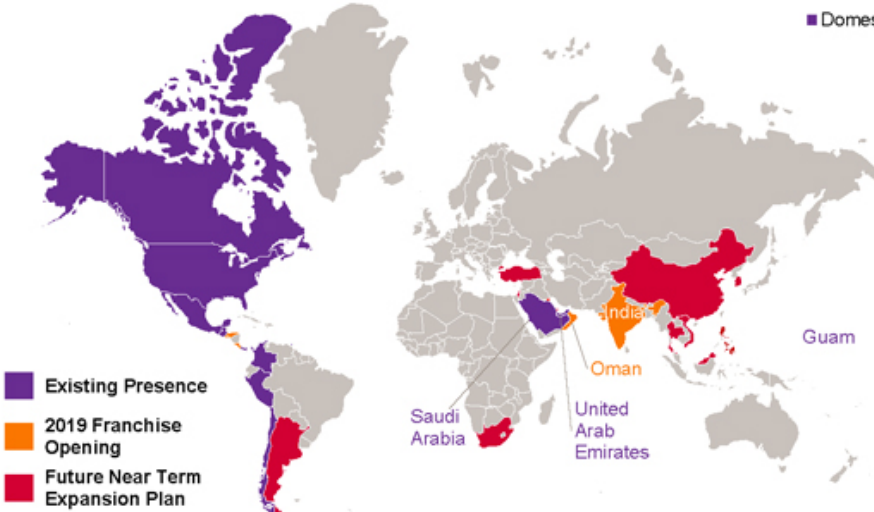 Domes
India
Guam
Oman
Saudi
Arabia
United
Arab
Emirates
Existing Presence
2019 Franchise
Opening
Future Near Term
Expansion Plan